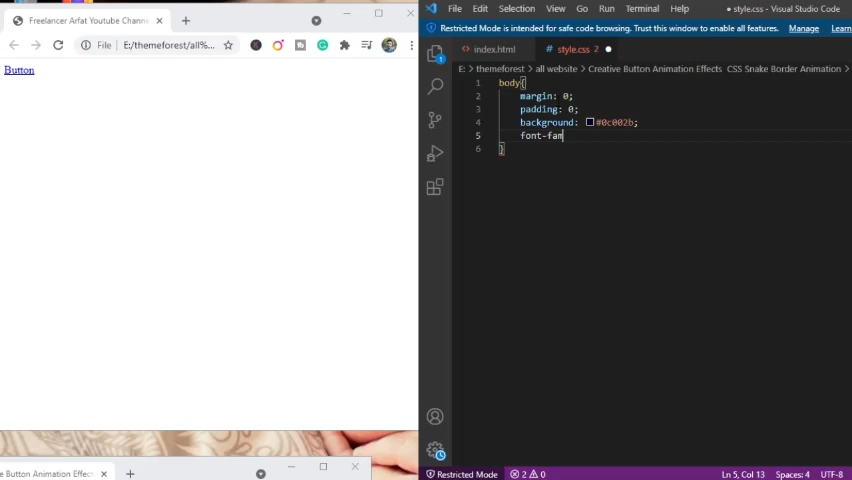 Freelancer Arfat Youtube Channe
File
E:/themeforest/all%...
Button
e Button Animation Effect
File Edit Selection View Go Run Terminal Help
● style.css - Visual Studio Code
Restricted Mode is intended for safe code browsing. Trust this window to enable all features. Manage Learn
index.html
# style.css 2 ●
E: > themeforest > all website > Creative Button Animation Effects CSS Snake Border Animation >
1 body{
2 margin: 0;
3 padding: 0;
4 background: #0c002b;
5 font-fam
6 }
1
Restricted Mode 2 0 Ln 5, Col 13 Spaces: 4 UTF-8